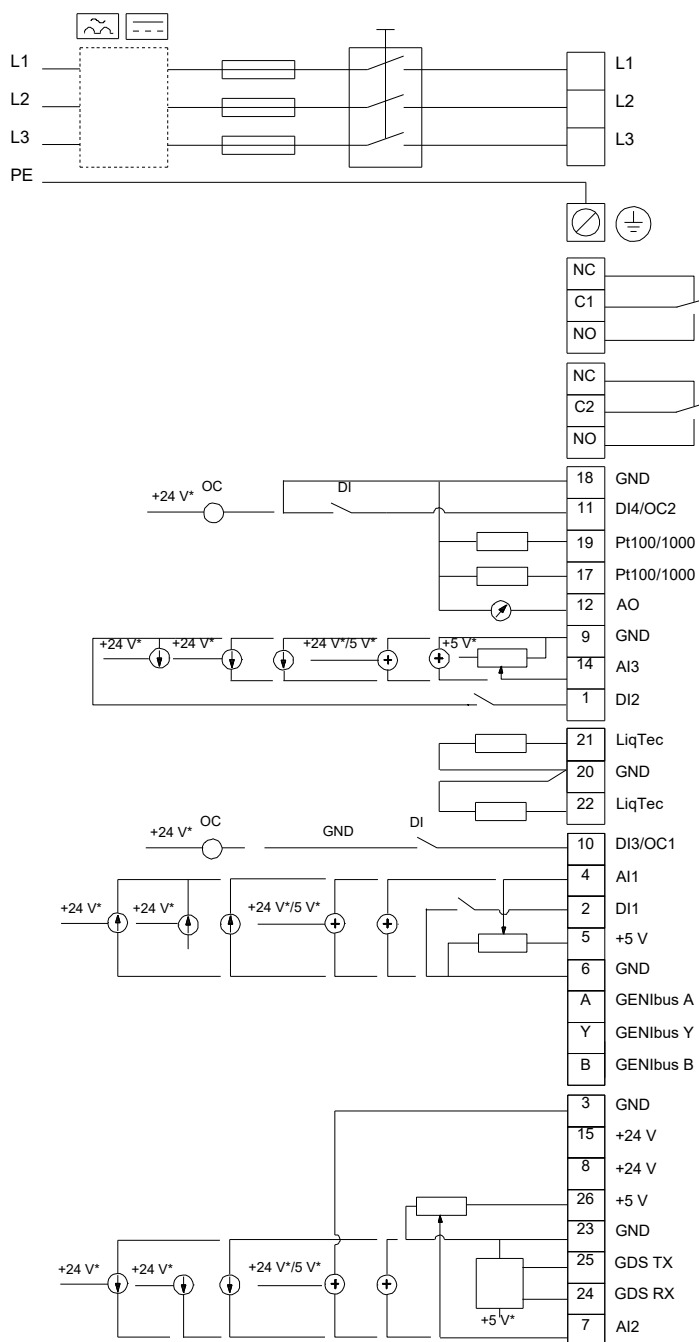 L1 L1
L2 L2
L3 L3
PE
NC
C1
NO
NC
C2
NO
18 GND
+24 V* OC DI 11 DI4/OC2
19 Pt100/1000
17 Pt100/1000
12 AO
9 GND
+24 V* +24 V* +24 V*/5 V* +5 V*
14 AI3
1 DI2
21 LiqTec
20 GND
22 LiqTec
+24 V* OC GND DI 10 DI3/OC1
4 AI1
+24 V* +24 V* +24 V*/5 V* 2 DI1
5 +5 V
6 GND
A GENIbus A
Y GENIbus Y
B GENIbus B
3 GND
15 +24 V
8 +24 V
26 +5 V
23 GND
25 GDS TX
+24 V* +24 V* +24 V*/5 V* 24 GDS RX
+5 V*
7 AI2